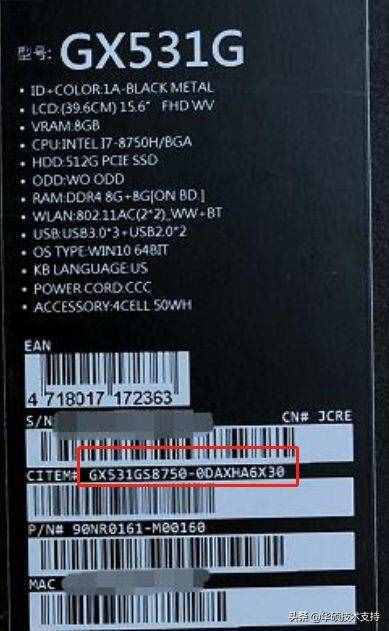 型号: GX531G
• ID+COLOR:1A-BLACK METAL
• LCD:(39.6CM) 15.6" FHD WV
• VRAM:8GB
• CPU:INTEL I7-8750H/BGA
• HDD:512G PCIE SSD
• ODD:WO ODD
• RAM:DDR4 8G+8G[ON BD ]
• WLAN:802.11AC(2*2)_WW+BT
• USB:USB3.0*3+USB2.0*2
• OS TYPE:WIN10 64BIT
• KB LANGUAGE:US
• POWER CORD:CCC
• ACCESSORY:4CELL 50WH
EAN
4 718017 172363
S/N
CN# JCRE
CITEM# GX531GS8750-0DAXHA6X30
P/N# 90NR0161-M00160
MAC
头条 @华硕技术支持